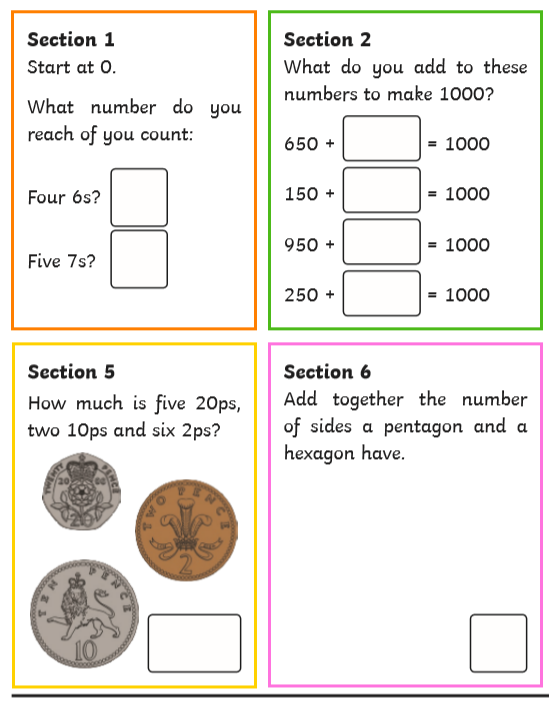 Section 1
Start at 0.
What number do you
reach of you count:
Four 6s?
Five 7s?
Section 2
What do you add to these
numbers to make 1000?
650 + = 1000
150 + = 1000
950 + = 1000
250 + = 1000
Section 5
How much is five 20ps,
two 10ps and six 2ps?
TWENTY PENCE
20
TWO PENCE
2
TEN PENCE
10
Section 6
Add together the number
of sides a pentagon and a
hexagon have.